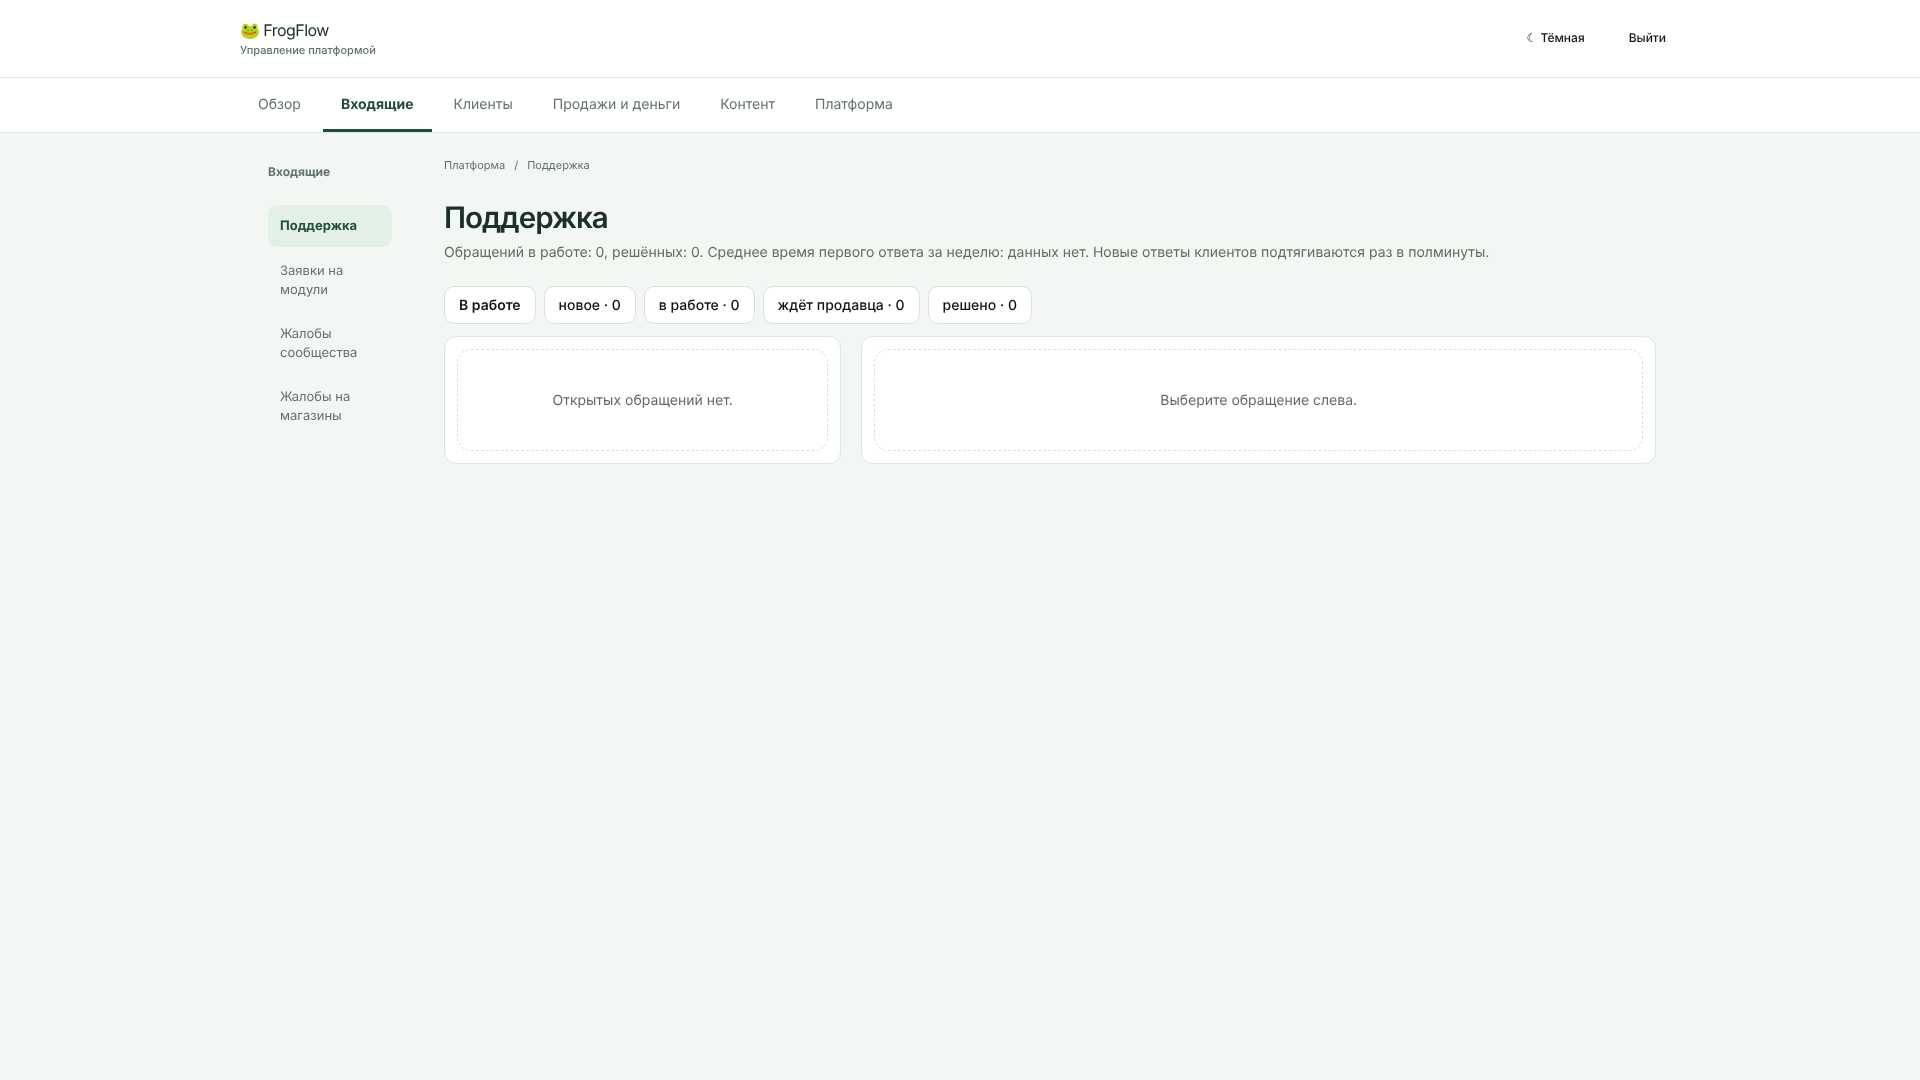 🐸 FrogFlow
Управление платформой
☾ Тёмная
Выйти
Обзор
Входящие
Клиенты
Продажи и деньги
Контент
Платформа
Входящие
Поддержка
Заявки на
модули
Жалобы
сообщества
Жалобы на
магазины
Платформа / Поддержка
Поддержка
Обращений в работе: 0, решённых: 0. Среднее время первого ответа за неделю: данных нет. Новые ответы клиентов подтягиваются раз в полминуты.
В работе
новое · 0
в работе · 0
ждёт продавца · 0
решено · 0
Открытых обращений нет.
Выберите обращение слева.